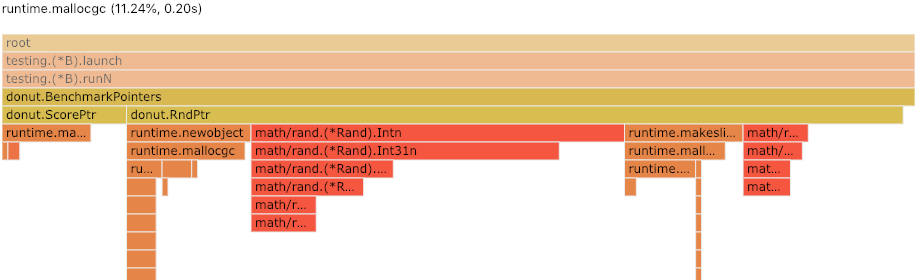 runtime.mallocgc (11.24%, 0.20s)
root
testing.(*B).launch
testing.(*B).runN
donut.BenchmarkPointers
donut.ScorePtr donut.RndPtr
runtime.ma... runtime.newobject math/rand.(*Rand).Intn runtime.makesli... math/r...
runtime.mallocgc math/rand.(*Rand).Int31n runtime.mall... math/...
ru... math/rand.(*Rand).... runtime.... mat...
math/rand.(*R... mat...
math/r...
math/r...